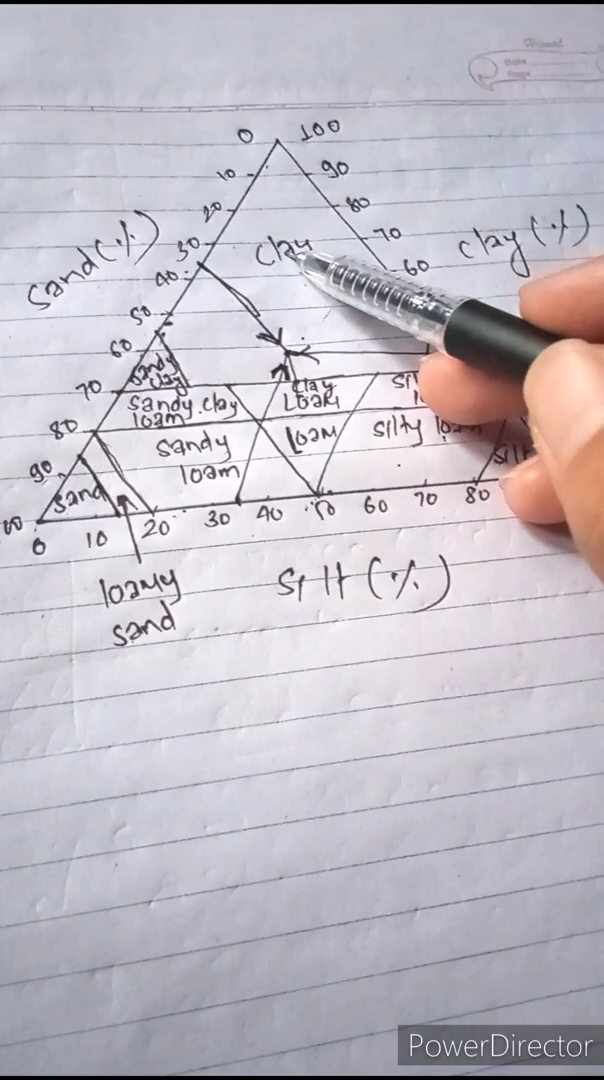 0 100
10 90
20 80
30 70
40 60
Sand (%)
Clay
Clay (%)
50
60
Sandy
clay
70
Sandy clay
loam
Clay
Loam
80
Sandy
loam
loam
Silty
90
Sand
0 10 20 30 40 50 60 70 80
loamy
sand
Silt (%)
PowerDirector